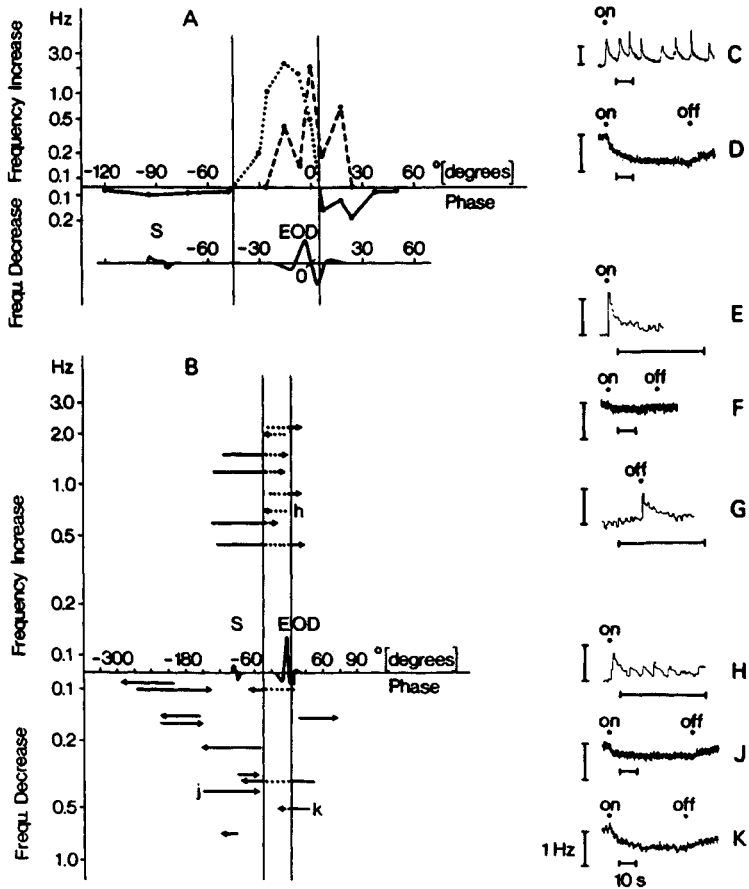 Hz
A
Frequency Increase
3.0
1.0
0.5
0.2
0.1
-120 -90 -60 0 30 60 °[degrees]
Phase
0.1
0.2
Frequ. Decrease
S
EOD
-60 -30 0 30 60
on
C
on off
D
on
E
on off
F
off
G
Hz
B
Frequency Increase
3.0
2.0
1.0
0.5
0.2
0.1
h
S
EOD
-300 -180 -60 60 90 °[degrees]
Phase
0.1
0.2
0.5
1.0
Frequ. Decrease
j
k
on
H
on off
J
on off
K
1 Hz
10 s